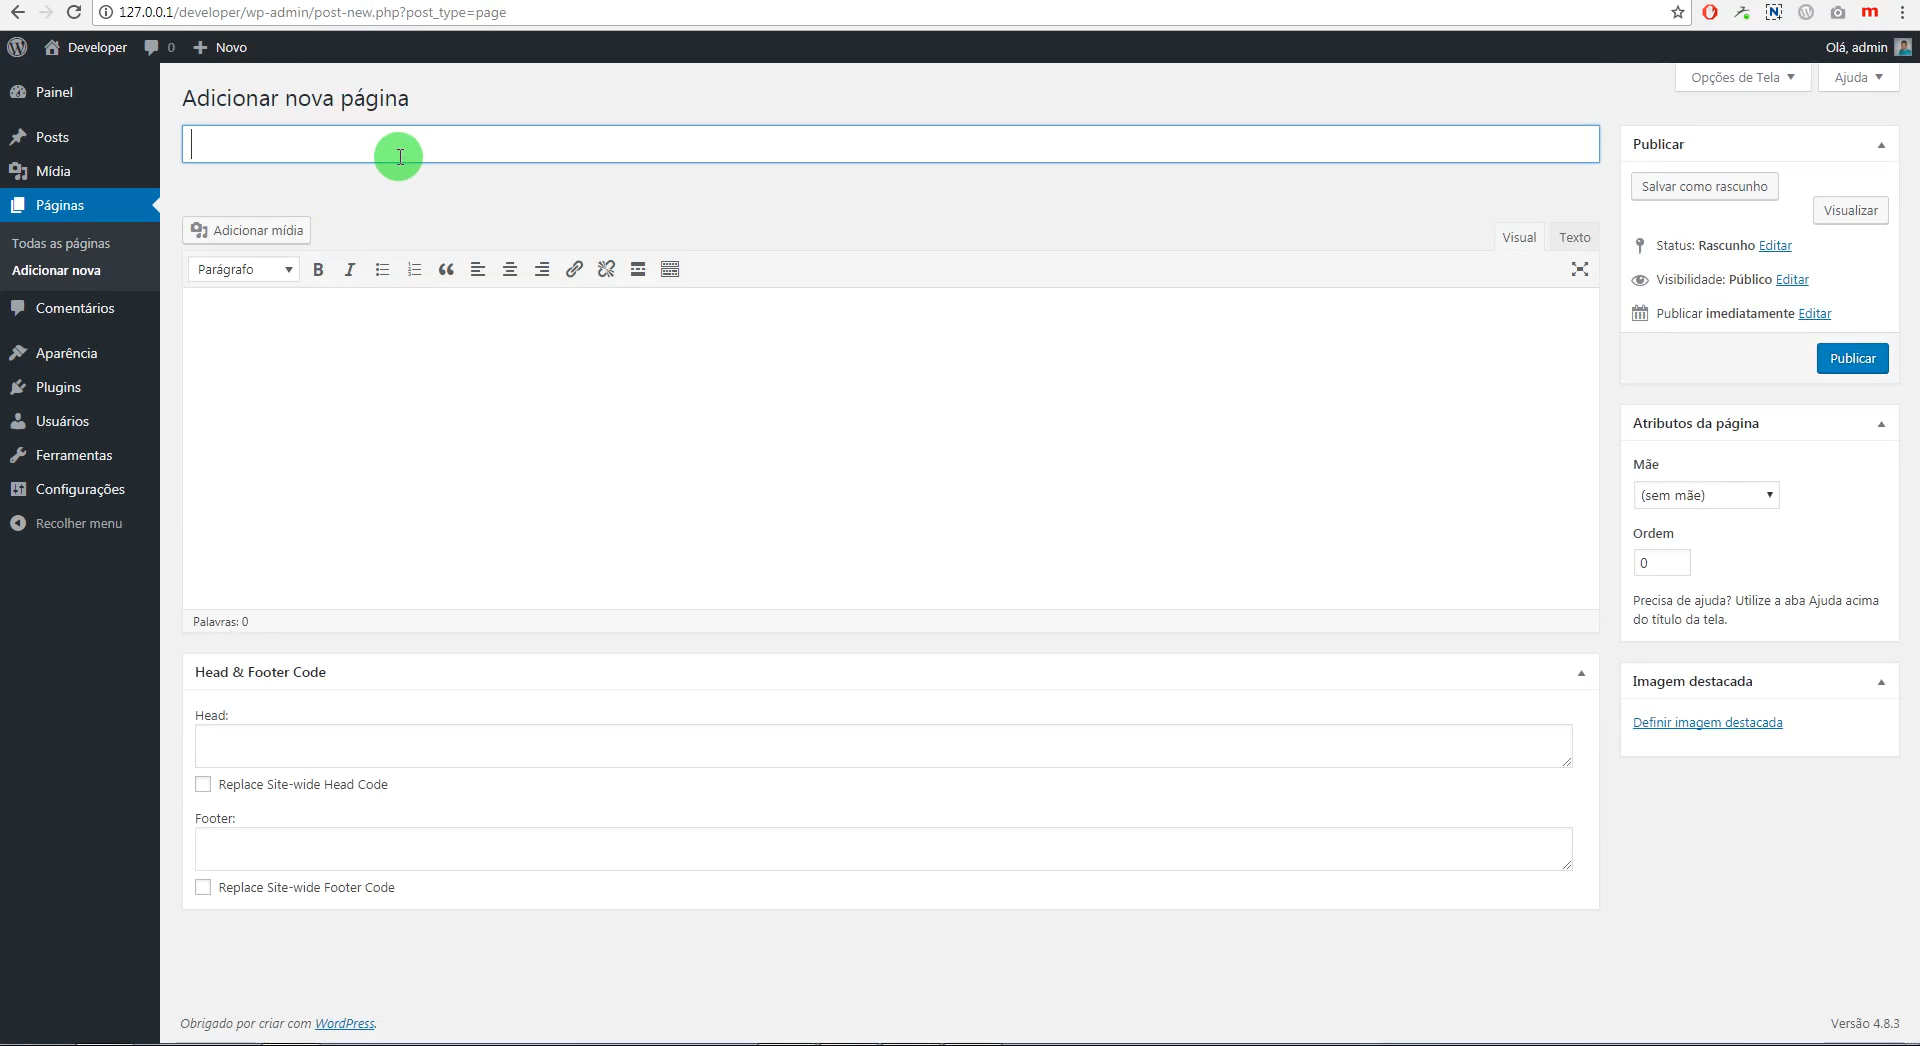 127.0.0.1/developer/wp-admin/post-new.php?post_type=page
Developer
0
Novo
Olá, admin
Painel
Posts
Mídia
Páginas
Todas as páginas
Adicionar nova
Comentários
Aparência
Plugins
Usuários
Ferramentas
Configurações
Recolher menu
Opções de Tela
Ajuda
Adicionar nova página
Adicionar mídia
Visual
Texto
Parágrafo
B
I
Palavras: 0
Head & Footer Code
Head:
Replace Site-wide Head Code
Footer:
Replace Site-wide Footer Code
Publicar
Salvar como rascunho
Visualizar
Status: Rascunho Editar
Visibilidade: Público Editar
Publicar imediatamente Editar
Publicar
Atributos da página
Mãe
(sem mãe)
Ordem
0
Precisa de ajuda? Utilize a aba Ajuda acima
do título da tela.
Imagem destacada
Definir imagem destacada
Obrigado por criar com WordPress.
Versão 4.8.3